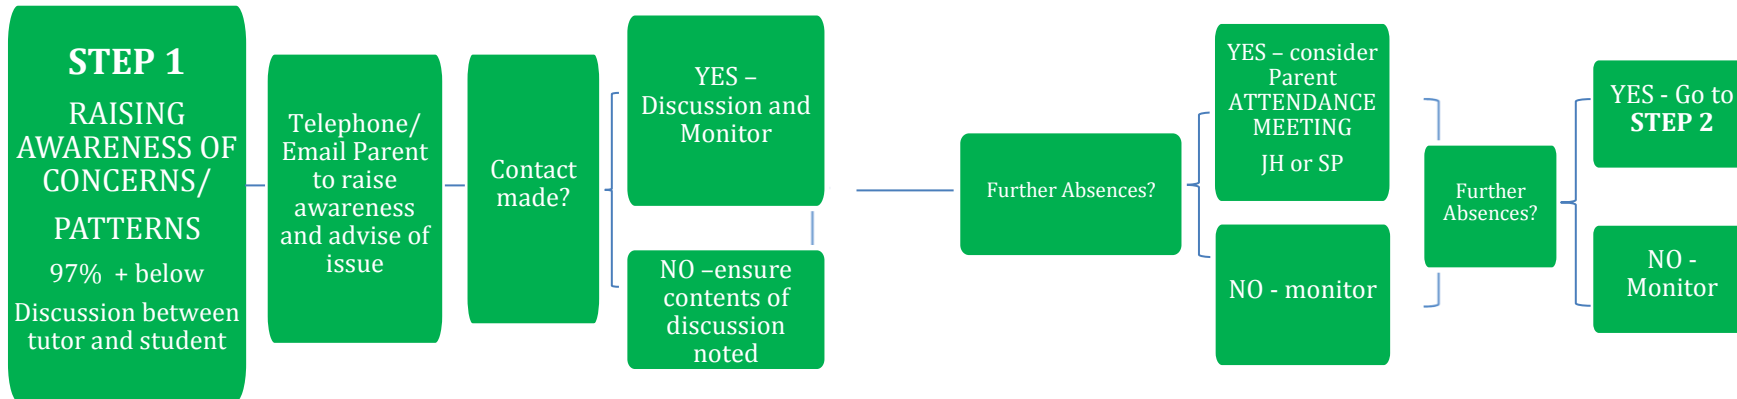 STEP 1
RAISING
AWARENESS OF
CONCERNS/
PATTERNS
97% + below
Discussion between
tutor and student
Telephone/
Email Parent
to raise
awareness
and advise of
issue
Contact
made?
YES –
Discussion and
Monitor
NO –ensure
contents of
discussion
noted
Further Absences?
YES – consider
Parent
ATTENDANCE
MEETING
JH or SP
NO - monitor
Further
Absences?
YES - Go to
STEP 2
NO -
Monitor